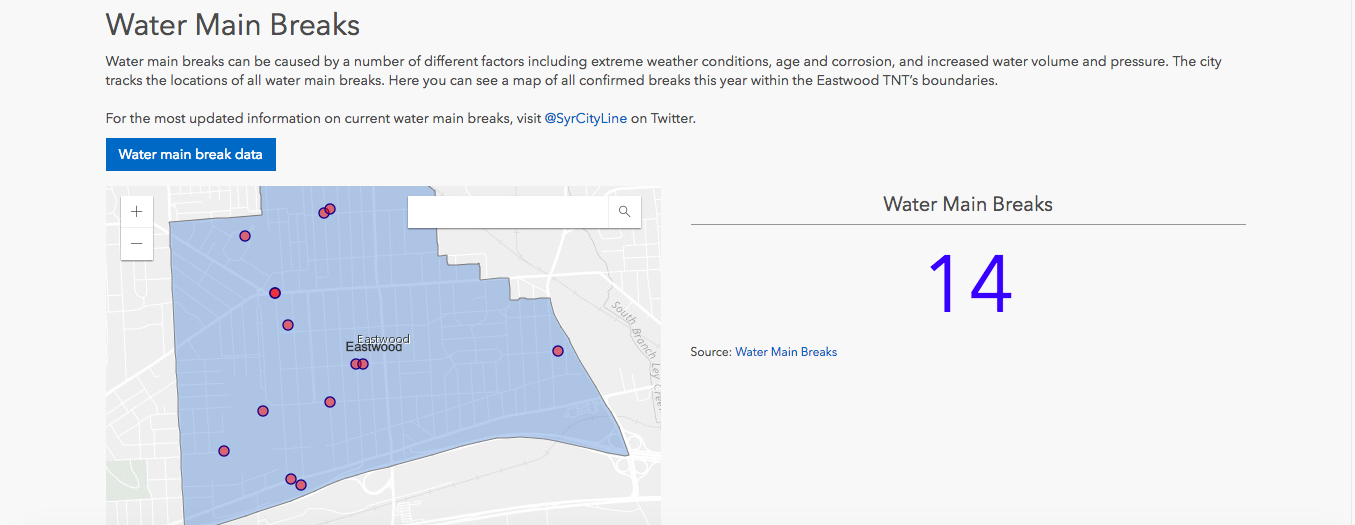 Water Main Breaks
Water main breaks can be caused by a number of different factors including extreme weather conditions, age and corrosion, and increased water volume and pressure. The city
tracks the locations of all water main breaks. Here you can see a map of all confirmed breaks this year within the Eastwood TNT's boundaries.
For the most updated information on current water main breaks, visit @SyrCityLine on Twitter.
Water main break data
+
−
Eastwood
Eastwood
South Branch Ley Creek
Water Main Breaks
14
Source: Water Main Breaks